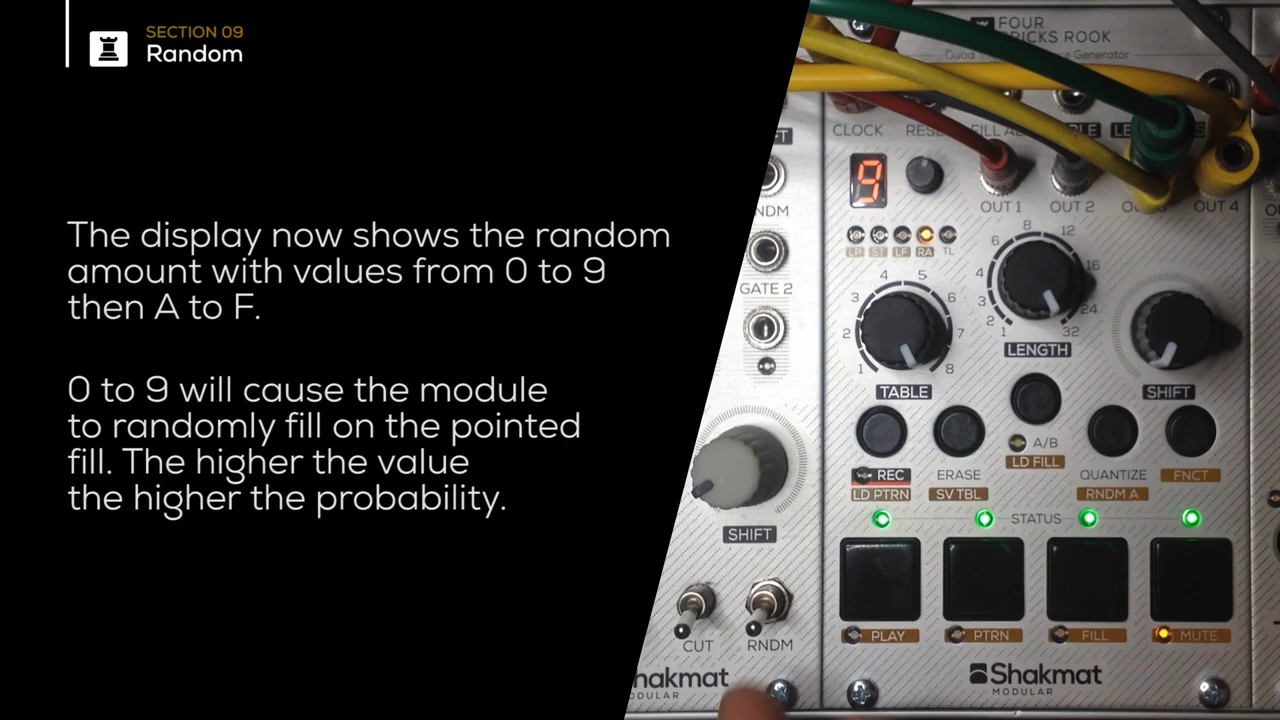 SECTION 09
Random
The display now shows the random
amount with values from 0 to 9
then A to F.
0 to 9 will cause the module
to randomly fill on the pointed
fill. The higher the value
the higher the probability.
FOUR
BRICKS ROOK
Generator
CLOCK
OUT 1 OUT 2 OUT 4
9
LP ST LF RA TL
GATE 2
1 2 3 4 5 6 7 8
TABLE
1 2 3 4 6 8 12 16 24 32
LENGTH
SHIFT
A/B
LD FILL
REC
LD PTRN
ERASE
SV TBL
QUANTIZE
RNDM A
FNCT
STATUS
SHIFT
PLAY PTRN FILL MUTE
CUT RNDM
Shakmat
MODULAR